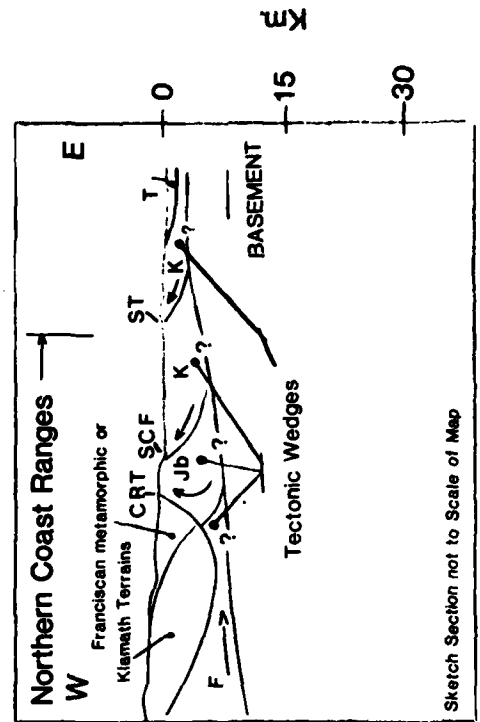 Northern Coast Ranges
W
E
Franciscan metamorphic or
Klamath Terrains
CRT
SCF
ST
T
K
?
K
?
Jb
?
?
F
BASEMENT
Tectonic Wedges
Sketch Section not to Scale of Map
0
-15
-30
Km.